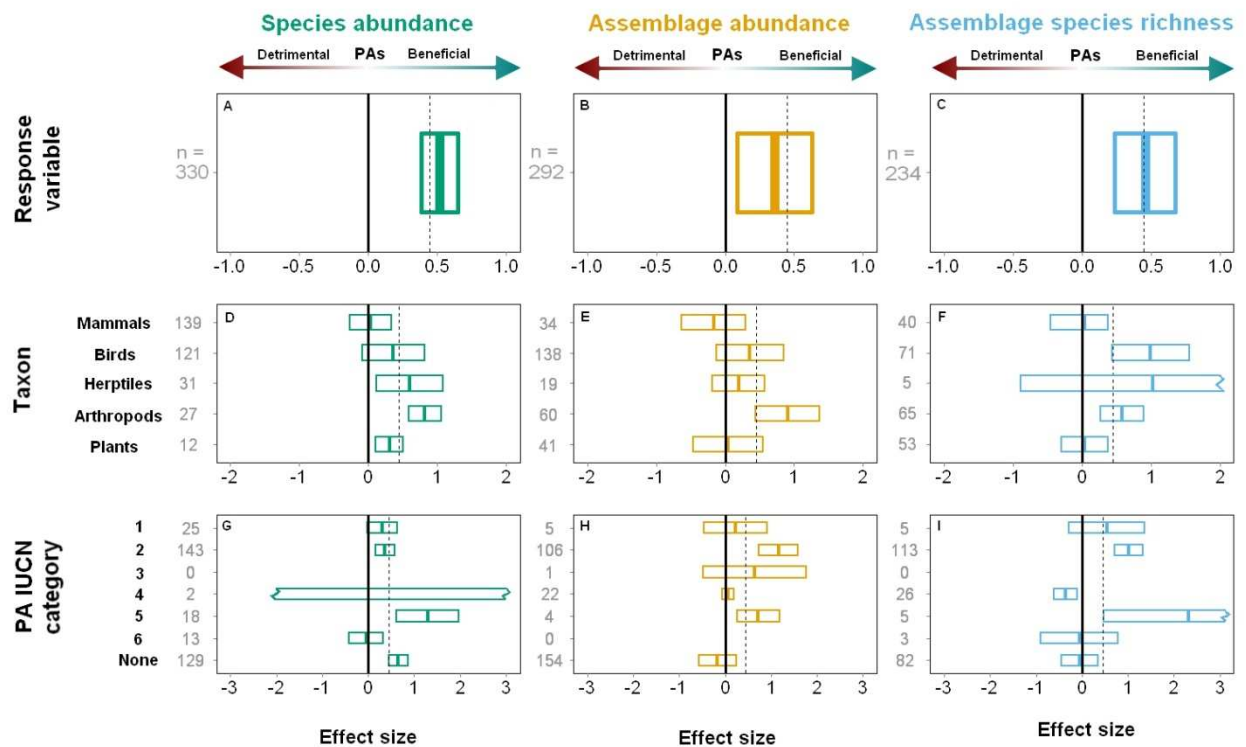 Species abundance Assemblage abundance Assemblage species richness
Detrimental PAs Beneficial Detrimental PAs Beneficial Detrimental PAs Beneficial
Response variable
A B C
n = 330 n = 292 n = 234
-1.0 -0.5 0.0 0.5 1.0 -1.0 -0.5 0.0 0.5 1.0 -1.0 -0.5 0.0 0.5 1.0
Taxon
D E F
Mammals 139 34 40
Birds 121 138 71
Herptiles 31 19 5
Arthropods 27 60 65
Plants 12 41 53
-2 -1 0 1 2 -2 -1 0 1 2 -2 -1 0 1 2
PA IUCN category
G H I
1 25 5 5
2 143 106 113
3 0 1 0
4 2 22 26
5 18 4 5
6 13 0 3
None 129 154 82
-3 -2 -1 0 1 2 3 -3 -2 -1 0 1 2 3 -3 -2 -1 0 1 2 3
Effect size Effect size Effect size